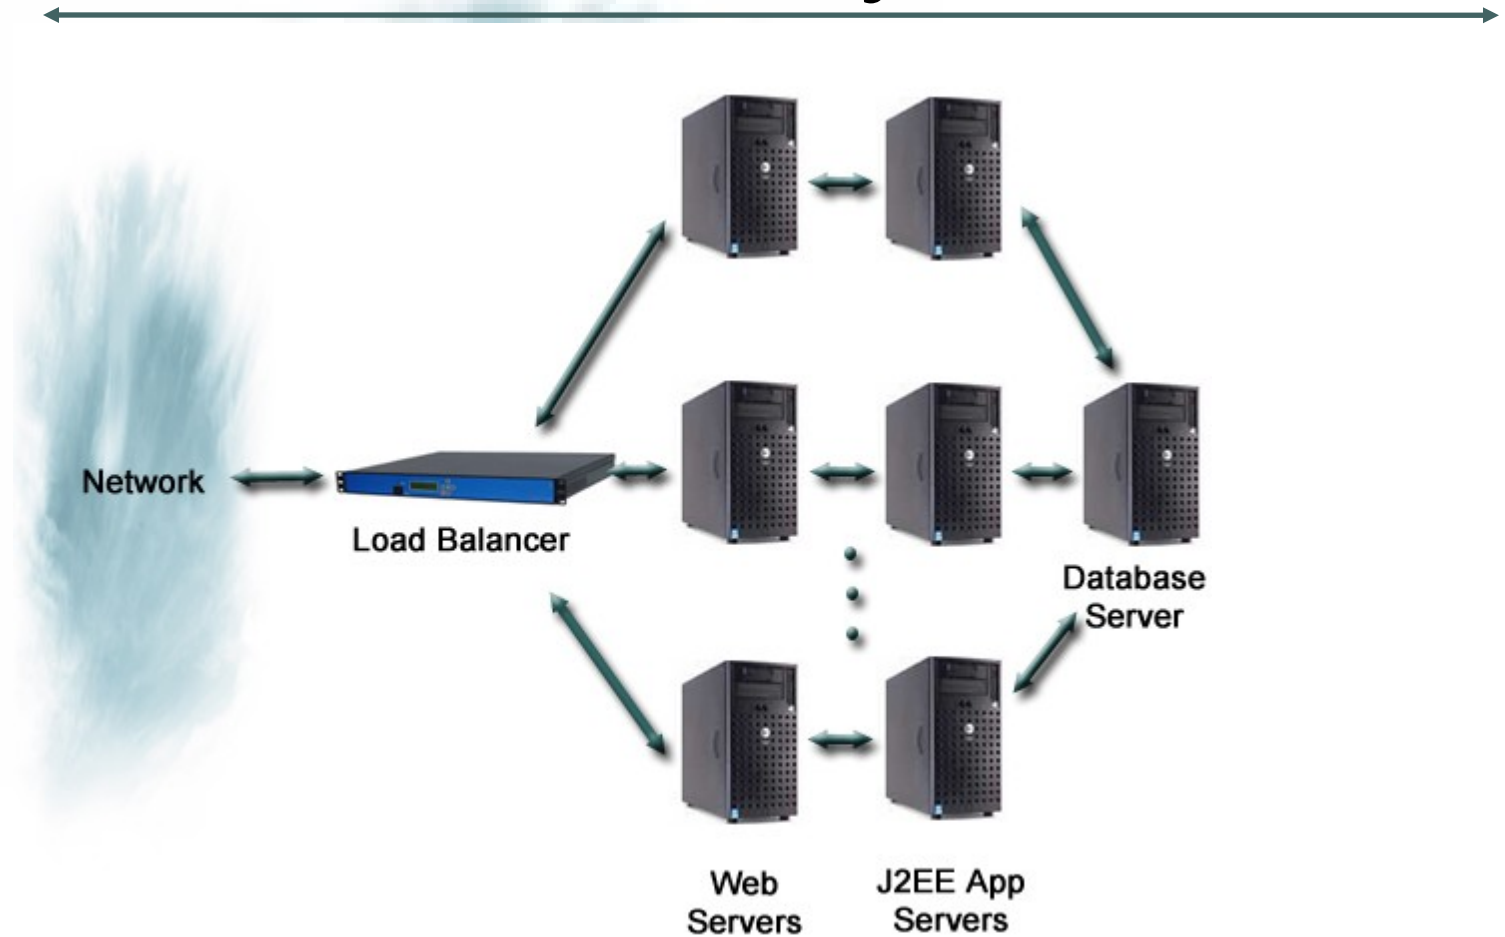 Network
Load Balancer
Database
Server
Web
Servers
J2EE App
Servers